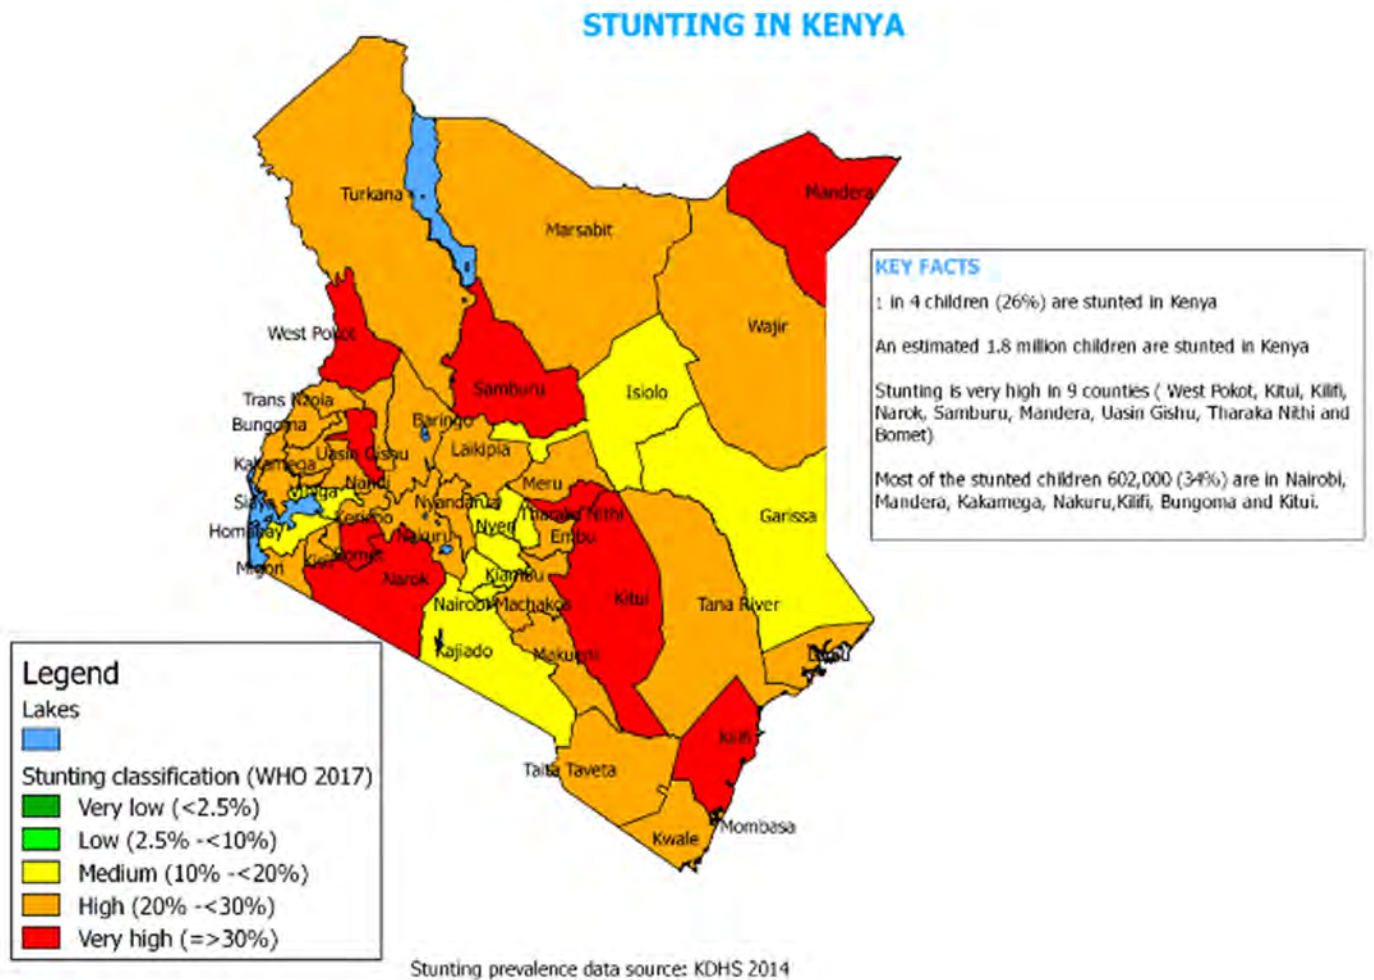 STUNTING IN KENYA
Turkana
Mandera
Marsabit
Wajir
West Pokot
Samburu
Isiolo
Trans Nzoia
Bungoma
Baringo
Kakamega
Uasin Gishu
Laikipia
Nandi
Meru
Siaya
Vihiga
Nyandarua
Tharaka Nithi
Garissa
Homabay
Kericho
Nyeri
Nakuru
Embu
Migori
Kisii
Bomet
Narok
Kiambu
Nairobi
Machakos
Kitui
Tana River
Kajiado
Makueni
Lamu
Kilifi
Taita Taveta
Mombasa
Kwale
KEY FACTS
1 in 4 children (26%) are stunted in Kenya
An estimated 1.8 million children are stunted in Kenya
Stunting is very high in 9 counties ( West Pokot, Kitui, Kilifi,
Narok, Samburu, Mandera, Uasin Gishu, Tharaka Nithi and
Bomet)
Most of the stunted children 602,000 (34%) are in Nairobi,
Mandera, Kakamega, Nakuru,Kilifi, Bungoma and Kitui.
Legend
Lakes
Stunting classification (WHO 2017)
Very low (<2.5%)
Low (2.5% -<10%)
Medium (10% -<20%)
High (20% -<30%)
Very high (=>30%)
Stunting prevalence data source: KDHS 2014